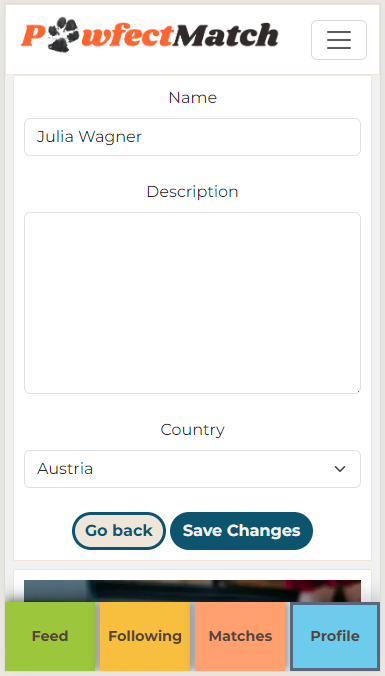 PawfectMatch
Name
Julia Wagner
Description
Country
Austria
Go back Save Changes
Feed Following Matches Profile